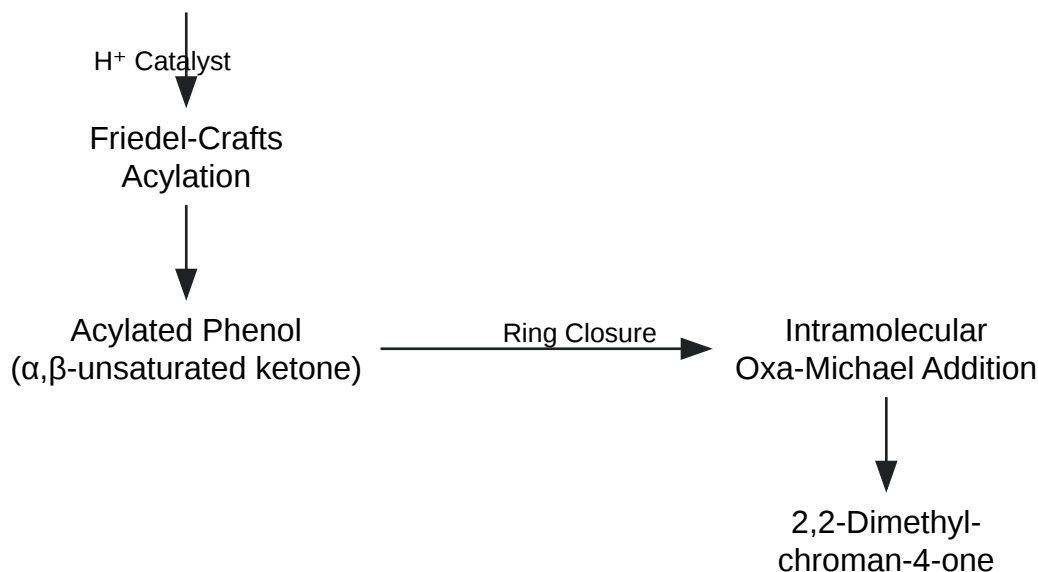 H⁺ Catalyst
Friedel-Crafts
Acylation
Acylated Phenol
(α,β-unsaturated ketone)
Ring Closure
Intramolecular
Oxa-Michael Addition
2,2-Dimethyl-
chroman-4-one